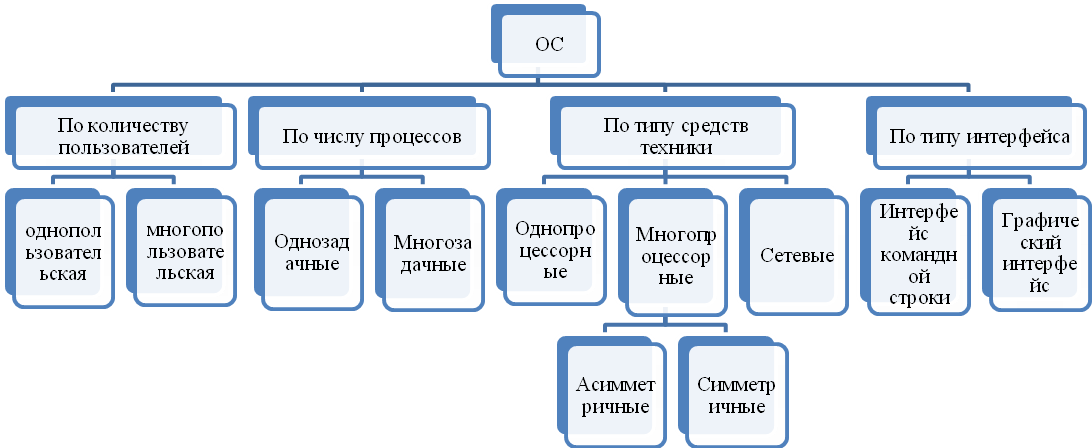 ОС
По количеству
пользователей
По числу процессов
По типу средств
техники
По типу интерфейса
однопол
ьзовател
ьская
многопо
льзовате
льская
Однозад
ачные
Многоза
дачные
Однопро
цессорн
ые
Многопр
оцессор
ные
Сетевые
Интерфе
йс
командн
ой
строки
Графиче
ский
интерфе
йс
Асиммет
ричные
Симметр
ичные